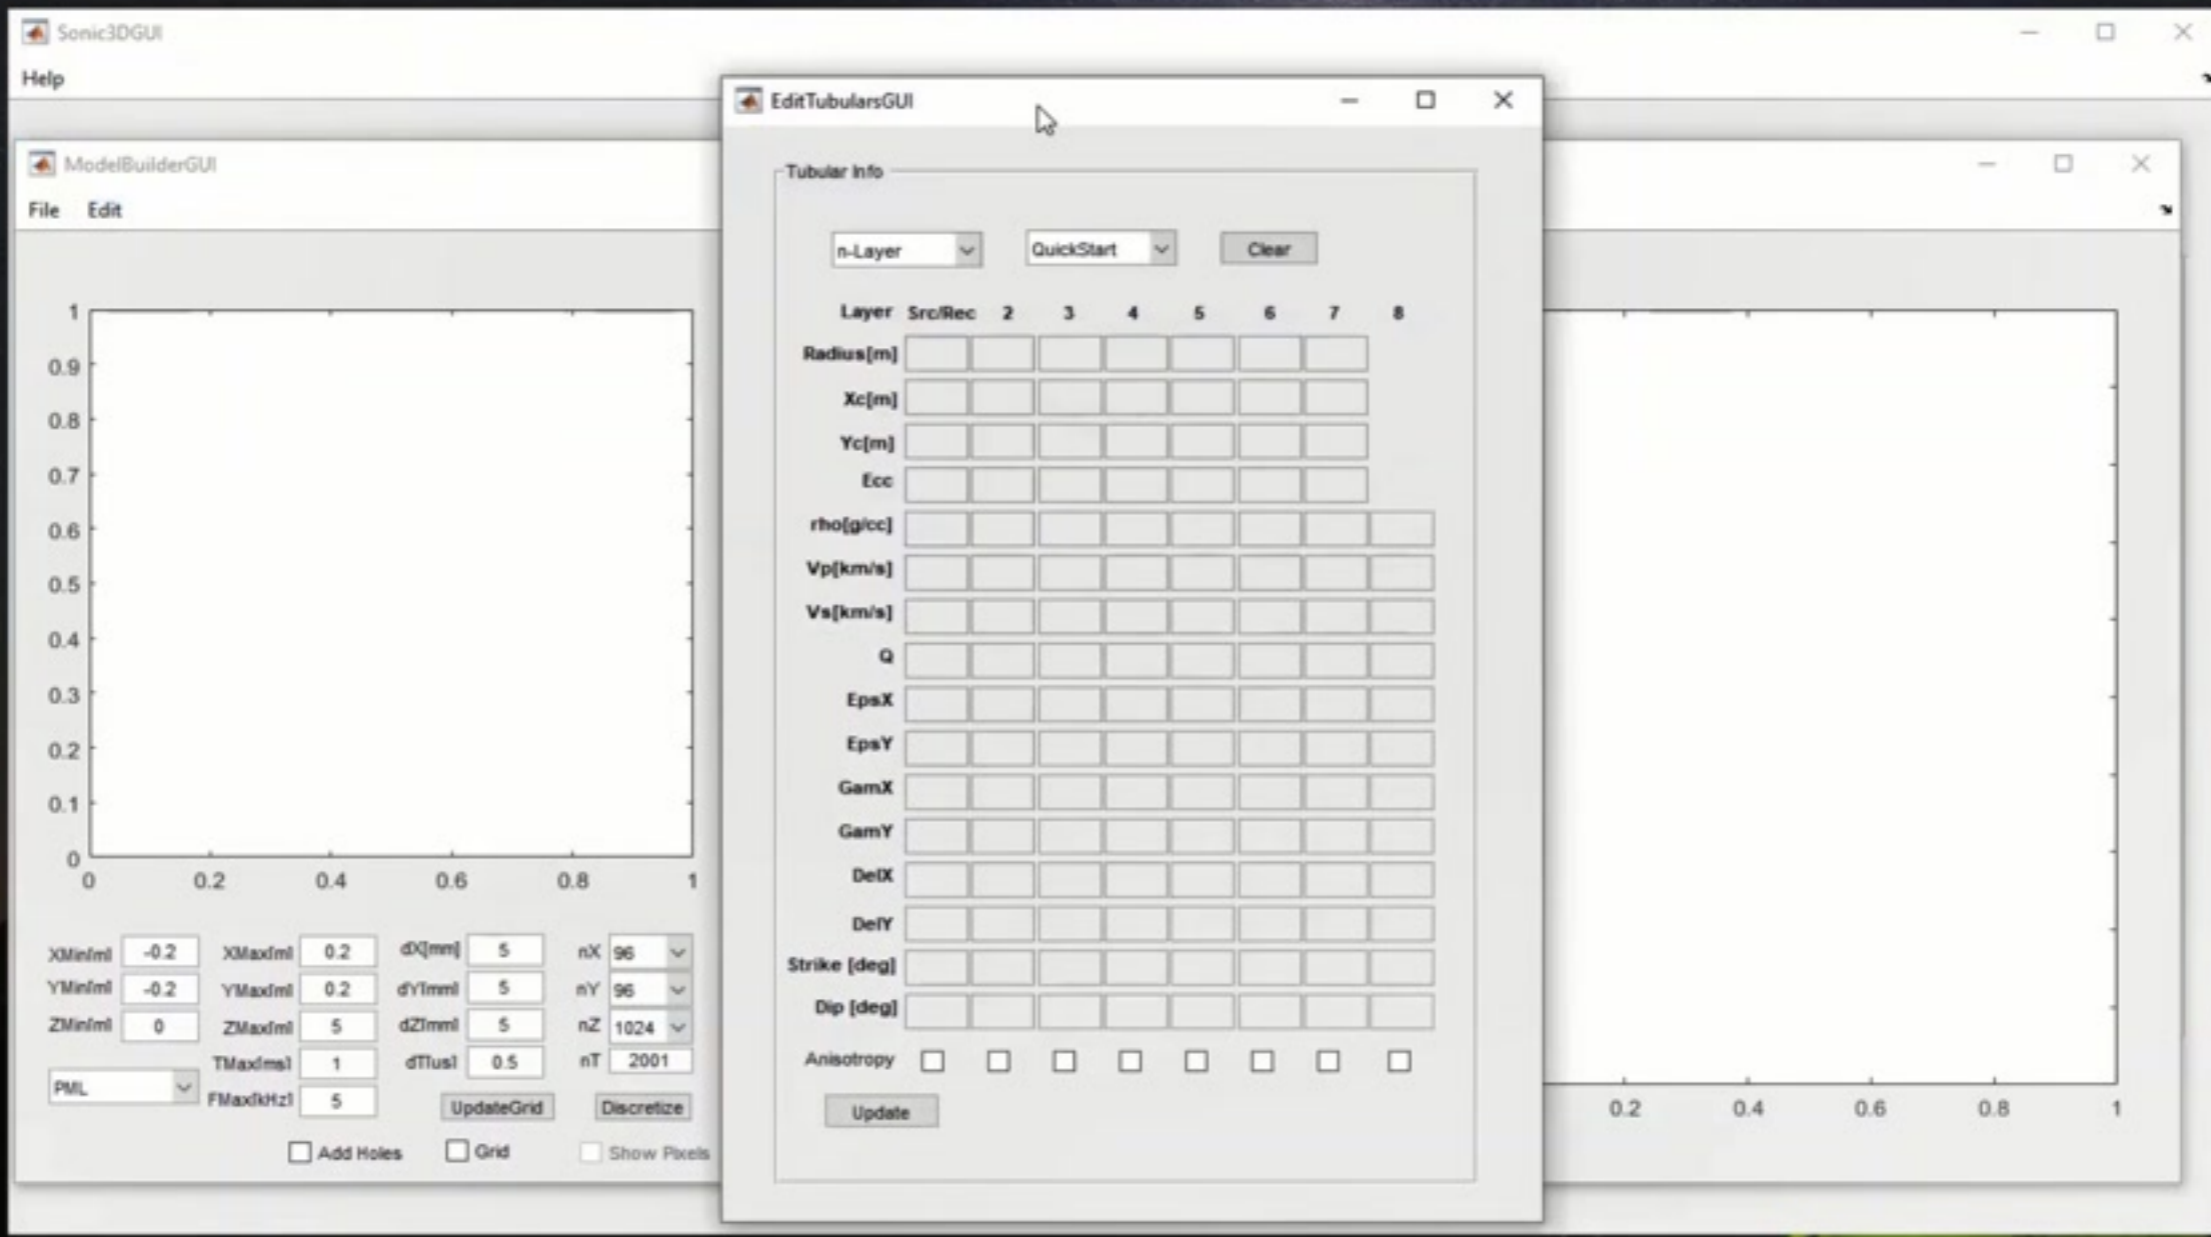 Sonic3DGUI
Help
EditTubularsGUI
ModelBuilderGUI
File Edit
Tubular Info
n-Layer QuickStart Clear
Layer Src/Rec 2 3 4 5 6 7 8
Radius[m]
Xc[m]
Yc[m]
Ecc
rho[g/cc]
Vp[km/s]
Vs[km/s]
Q
EpsX
EpsY
GamX
GamY
DelX
DelY
Strike [deg]
Dip [deg]
Anisotropy
Update
1
0.9
0.8
0.7
0.6
0.5
0.4
0.3
0.2
0.1
0
0 0.2 0.4 0.6 0.8 1
XMin[m] -0.2 XMax[m] 0.2 dX[mm] 5 nX 96
YMin[m] -0.2 YMax[m] 0.2 dY[mm] 5 nY 96
ZMin[m] 0 ZMax[m] 5 dZ[mm] 5 nZ 1024
TMax[ms] 1 dT[us] 0.5 nT 2001
PML FMax[kHz] 5 UpdateGrid Discretize
Add Holes Grid Show Pixels
0.2 0.4 0.6 0.8 1